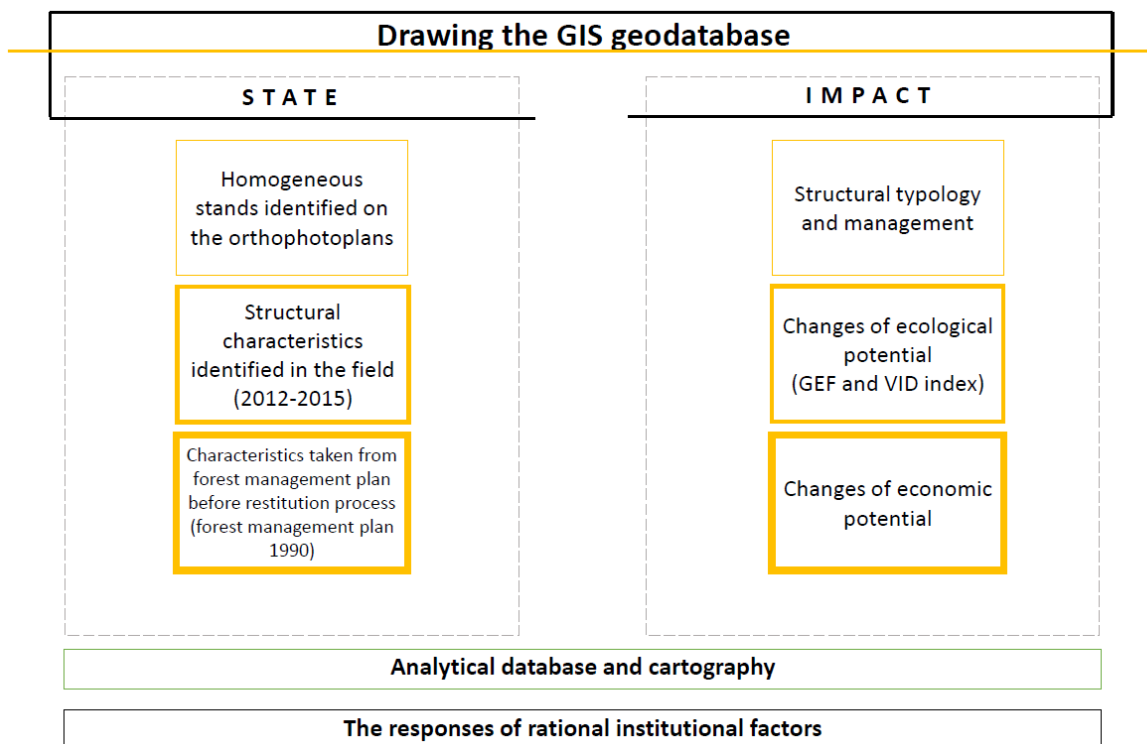 Drawing the GIS geodatabase
STATE
Homogeneous
stands identified on
the orthophotoplans
Structural
characteristics
identified in the field
(2012-2015)
Characteristics taken from
forest management plan
before restitution process
(forest management plan
1990)
IMPACT
Structural typology
and management
Changes of ecological
potential
(GEF and VID index)
Changes of economic
potential
Analytical database and cartography
The responses of rational institutional factors